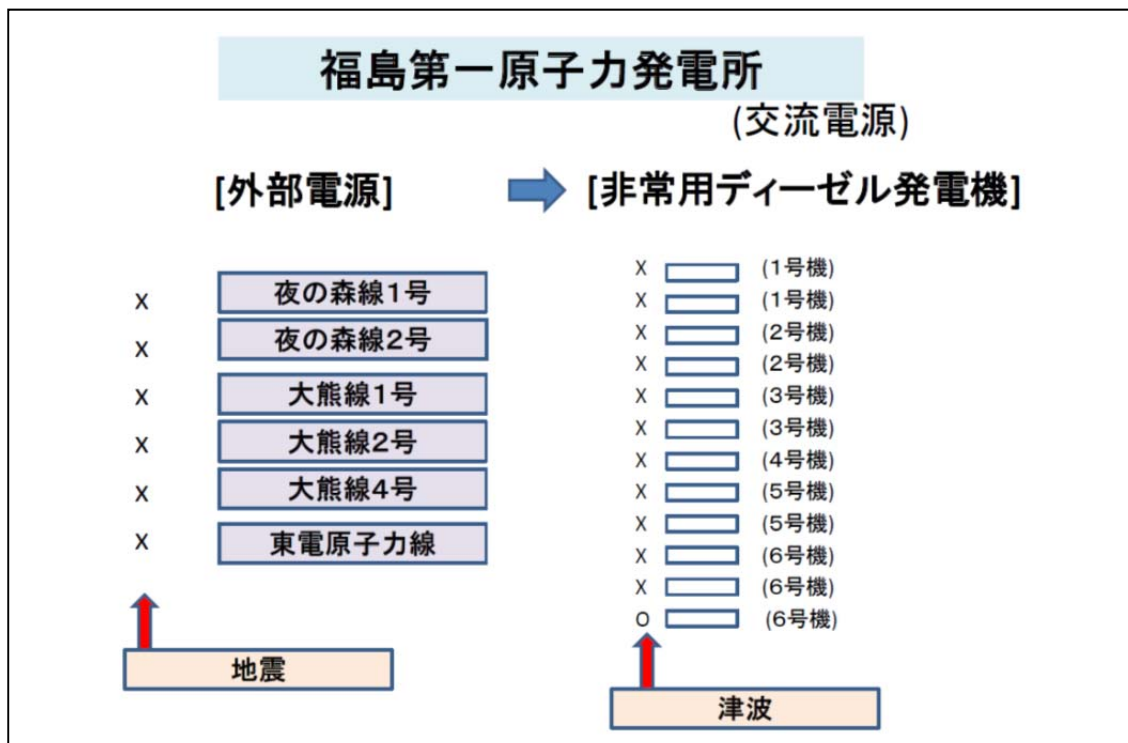 福島第一原子力発電所
(交流電源)
[外部電源]
[非常用ディーゼル発電機]
X 夜の森線1号
X 夜の森線2号
X 大熊線1号
X 大熊線2号
X 大熊線4号
X 東電原子力線
地震
X (1号機)
X (1号機)
X (2号機)
X (2号機)
X (3号機)
X (3号機)
X (4号機)
X (5号機)
X (5号機)
X (6号機)
X (6号機)
O (6号機)
津波